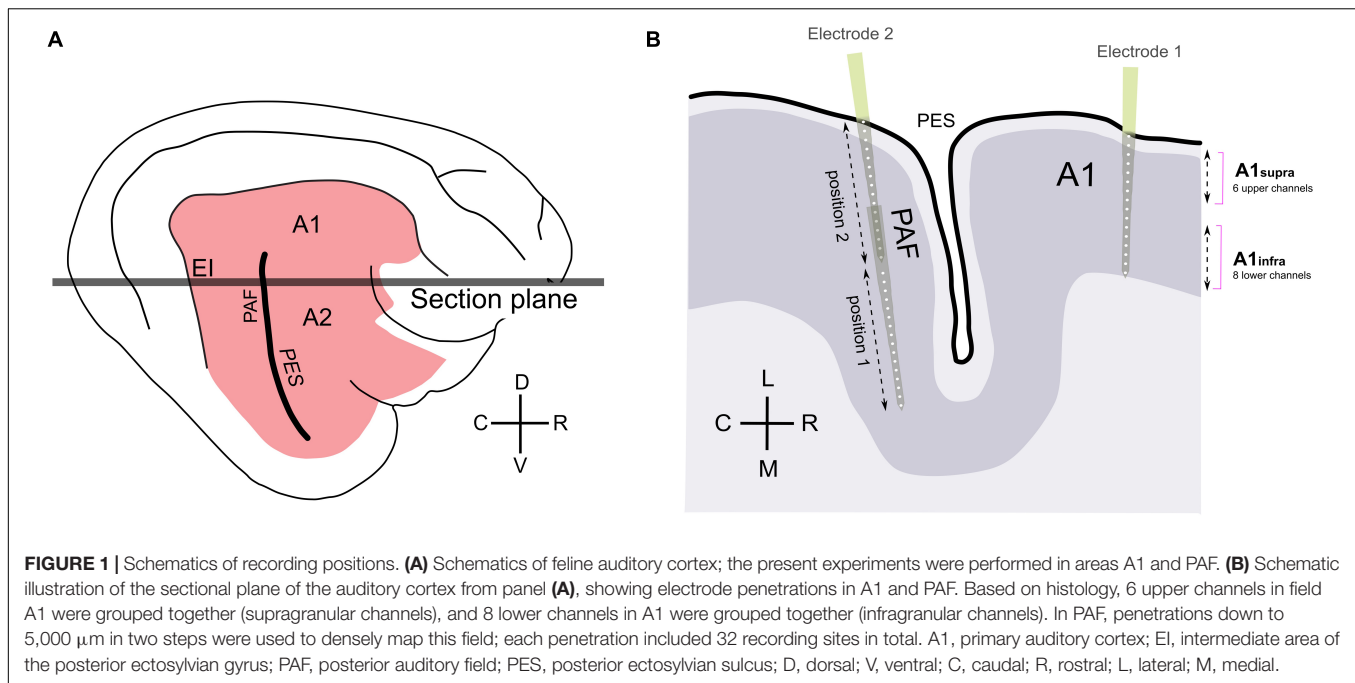 A
A1
EI
PAF
A2
PES
Section plane
D
C
R
V
B
Electrode 2
Electrode 1
PES
A1
PAF
position 2
position 1
A1supra
6 upper channels
A1infra
8 lower channels
L
C
R
M
FIGURE 1 | Schematics of recording positions. (A) Schematics of feline auditory cortex; the present experiments were performed in areas A1 and PAF. (B) Schematic
illustration of the sectional plane of the auditory cortex from panel (A), showing electrode penetrations in A1 and PAF. Based on histology, 6 upper channels in field
A1 were grouped together (supragranular channels), and 8 lower channels in A1 were grouped together (infragranular channels). In PAF, penetrations down to
5,000 μm in two steps were used to densely map this field; each penetration included 32 recording sites in total. A1, primary auditory cortex; EI, intermediate area of
the posterior ectosylvian gyrus; PAF, posterior auditory field; PES, posterior ectosylvian sulcus; D, dorsal; V, ventral; C, caudal; R, rostral; L, lateral; M, medial.